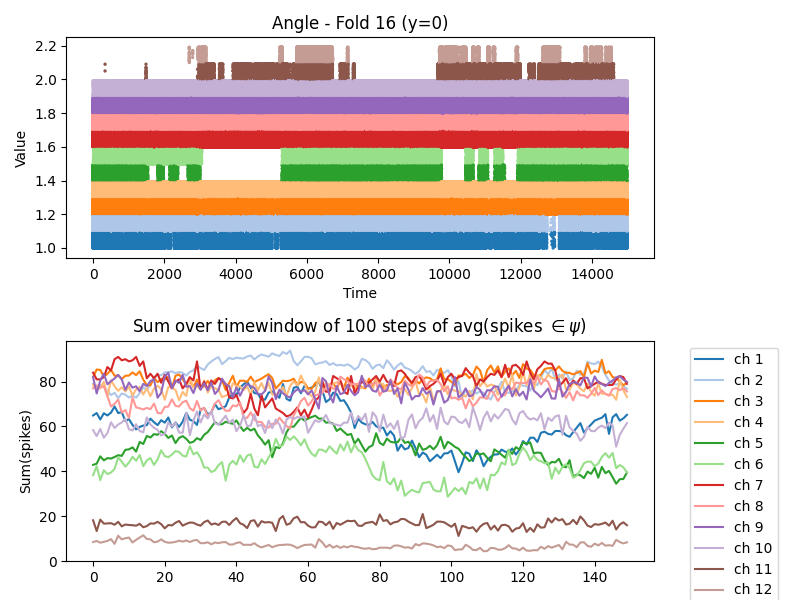 Angle - Fold 16 (y=0)
2.2
2.0
1.8
1.6
1.4
1.2
1.0
Value
0 2000 4000 6000 8000 10000 12000 14000
Time
Sum over timewindow of 100 steps of avg(spikes ∈ ψ)
80
60
40
20
0
Sum(spikes)
0 20 40 60 80 100 120 140
ch 1
ch 2
ch 3
ch 4
ch 5
ch 6
ch 7
ch 8
ch 9
ch 10
ch 11
ch 12